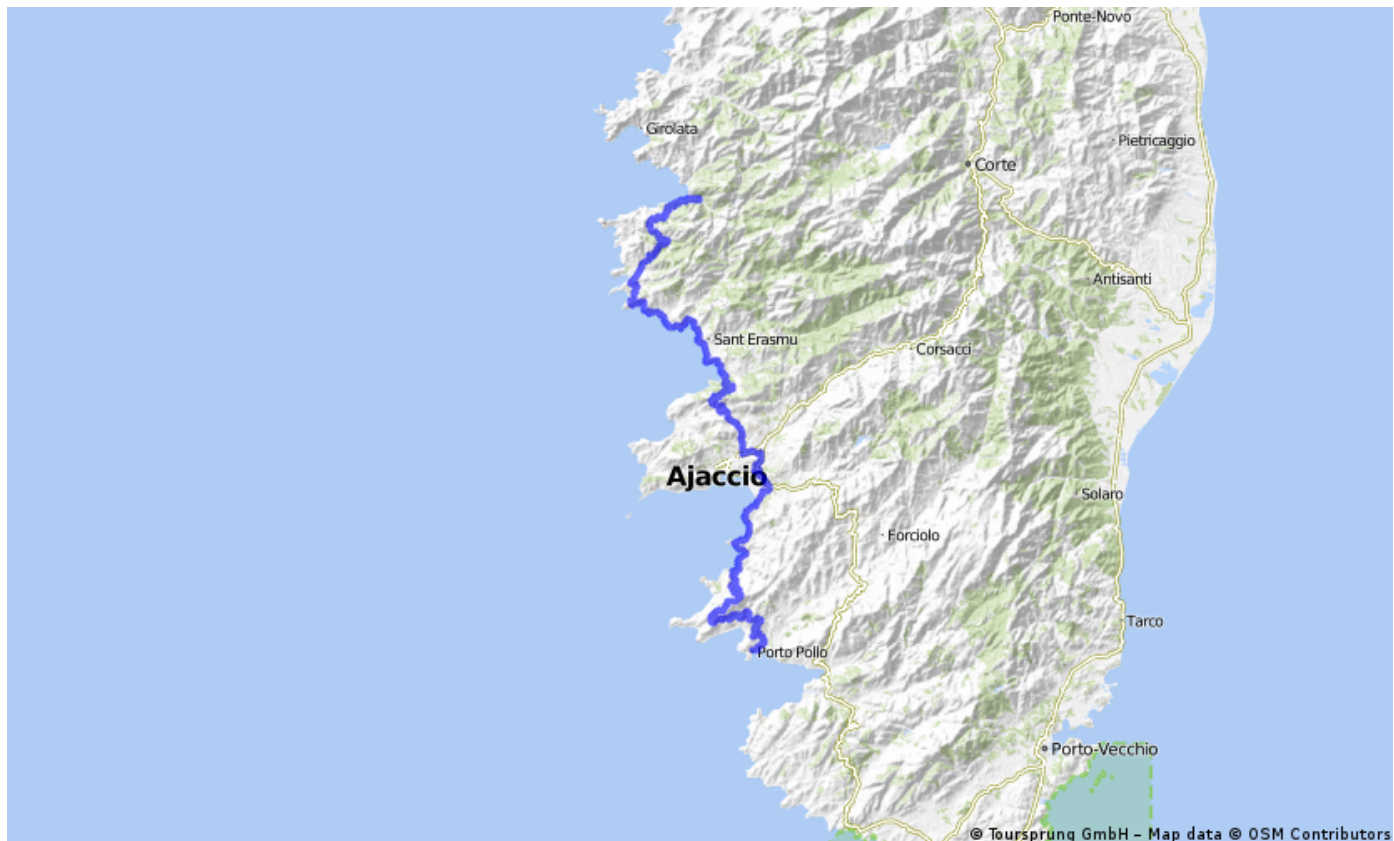 Ponte-Novo
Girolata
Pietricaggio
Corte
Antisanti
Sant Erasmu
Corsacci
Ajaccio
Solaro
Forciolo
Tarco
Porto Pollo
Porto-Vecchio
© Toursprung GmbH – Map data © OSM Contributors